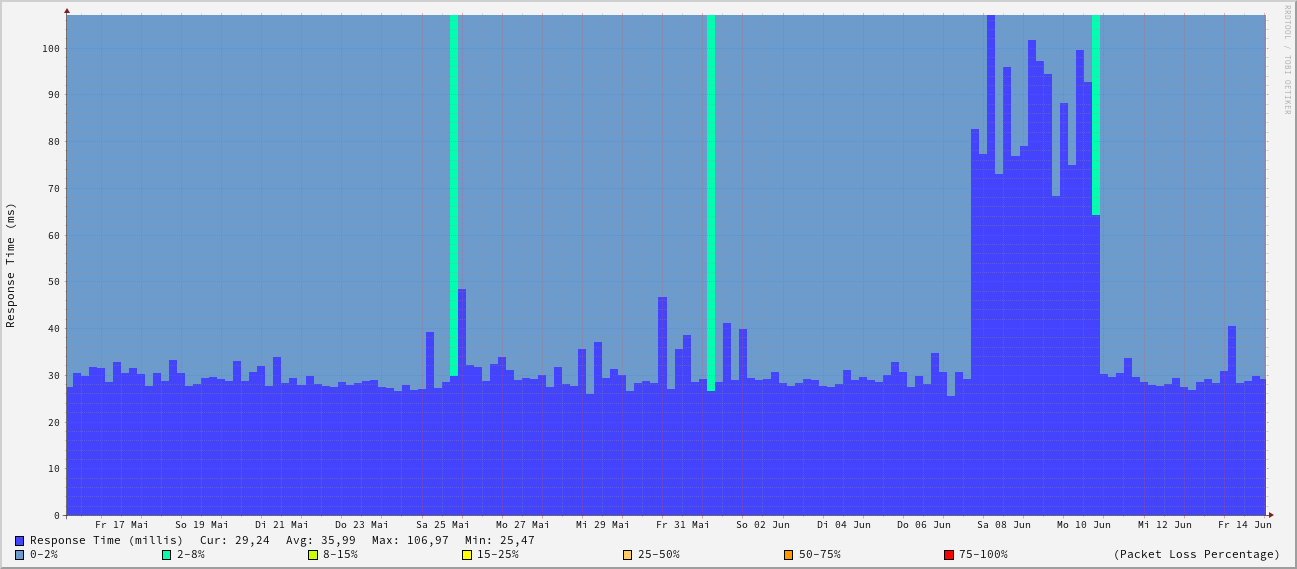 RRDTOOL / TOBI OETIKER
Response Time (ms)
100
90
80
70
60
50
40
30
20
10
0
Fr 17 Mai So 19 Mai Di 21 Mai Do 23 Mai Sa 25 Mai Mo 27 Mai Mi 29 Mai Fr 31 Mai So 02 Jun Di 04 Jun Do 06 Jun Sa 08 Jun Mo 10 Jun Mi 12 Jun Fr 14 Jun
Response Time (millis) Cur: 29,24 Avg: 35,99 Max: 106,97 Min: 25,47
0-2% 2-8% 8-15% 15-25% 25-50% 50-75% 75-100% (Packet Loss Percentage)